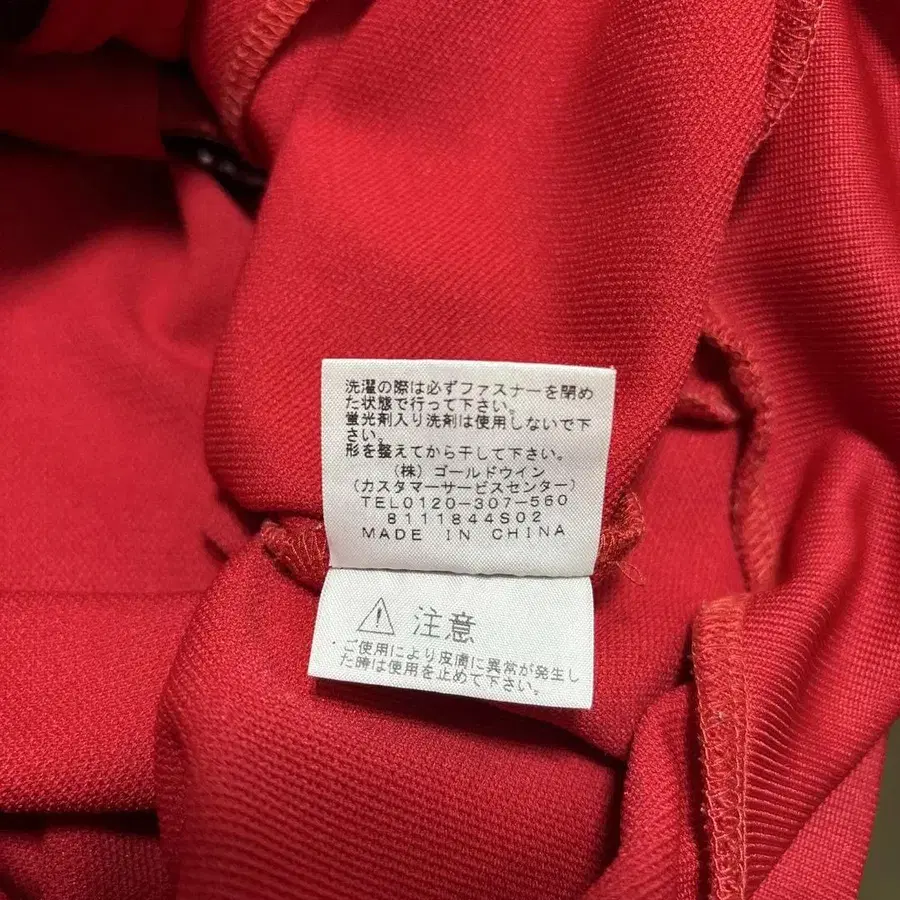 洗濯の際は必ずファスナーを閉め
た状態で行って下さい。
蛍光剤入り洗剤は使用しないで下
さい。
形を整えてから干して下さい。
(株) ゴールドウイン
(カスタマーサービスセンター)
TEL0120-307-560
8111844S02
MADE IN CHINA
注意
・ご使用により皮膚に異常が発生し
た時は使用を止めて下さい。